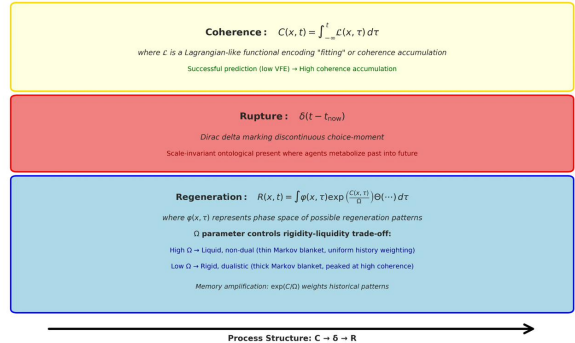 Coherence: C(x, t) = ∫_{−∞}^{t} ℒ(x, τ) dτ
where ℒ is a Lagrangian-like functional encoding "fitting" or coherence accumulation
Successful prediction (low VFE) → High coherence accumulation
Rupture: δ(t − t_now)
Dirac delta marking discontinuous choice-moment
Scale-invariant ontological present where agents metabolize past into future
Regeneration: R(x, t) = ∫ φ(x, τ) exp(C(x, τ)/Ω) Θ(⋯) dτ
where φ(x, τ) represents phase space of possible regeneration patterns
Ω parameter controls rigidity-liquidity trade-off:
High Ω → Liquid, non-dual (thin Markov blanket, uniform history weighting)
Low Ω → Rigid, dualistic (thick Markov blanket, peaked at high coherence)
Memory amplification: exp(C/Ω) weights historical patterns
Process Structure: C → δ → R